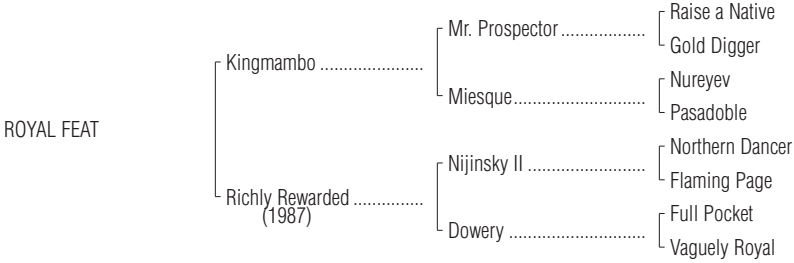 Raise a Native
Mr. Prospector ..................
Gold Digger
Kingmambo ......................
Nureyev
Miesque............................
Pasadoble
ROYAL FEAT
Northern Dancer
Nijinsky II .........................
Flaming Page
Richly Rewarded ...............
(1987)
Full Pocket
Dowery .............................
Vaguely Royal